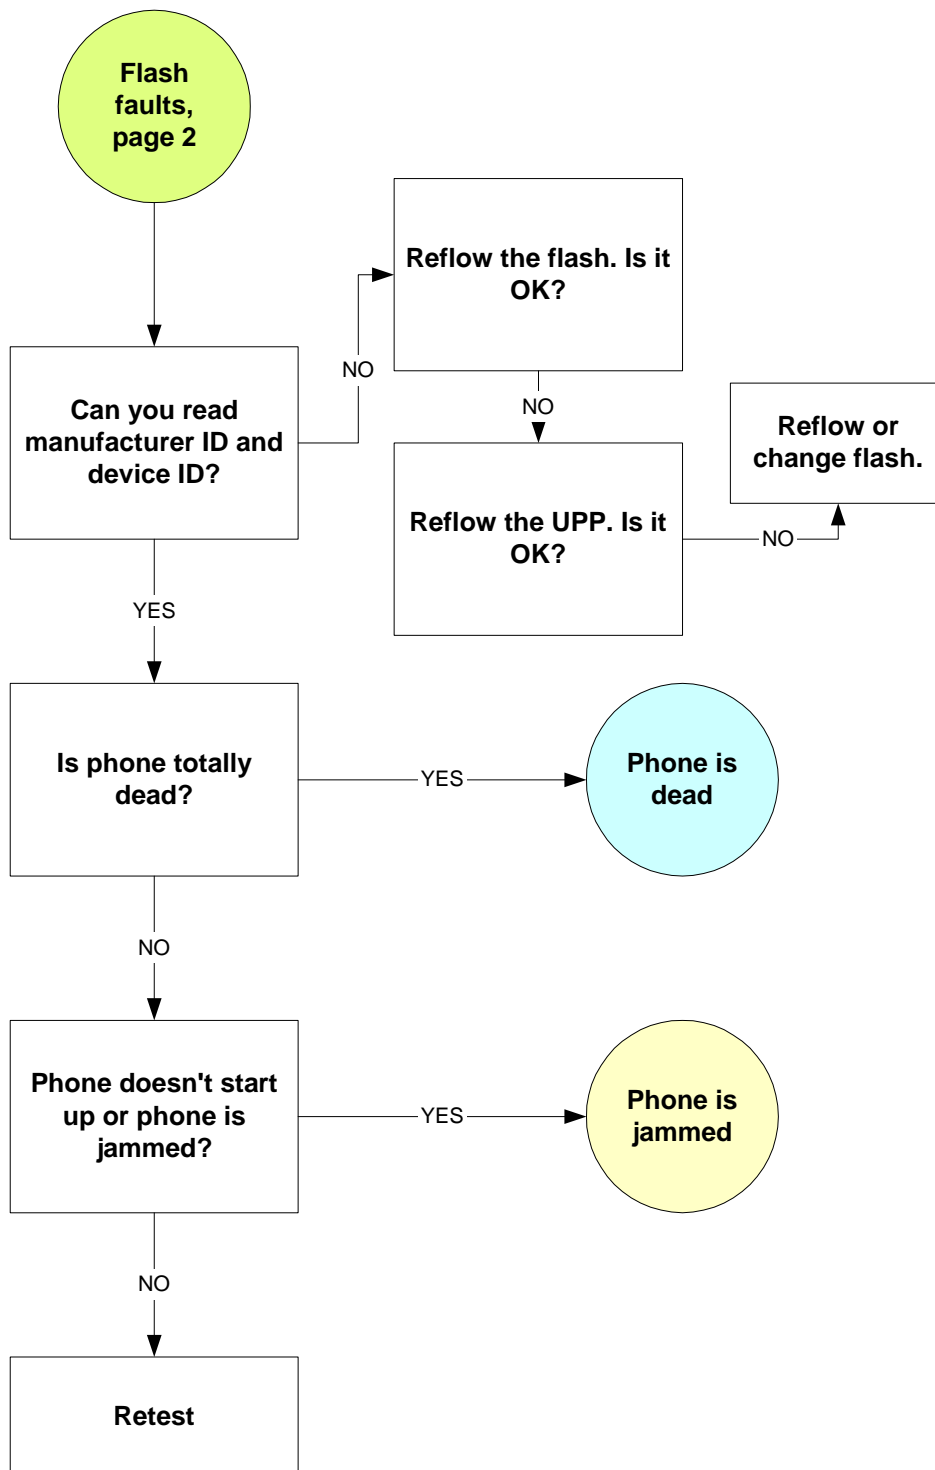 Flash
faults,
page 2
Reflow the flash. Is it
OK?
NO
Can you read
manufacturer ID and
device ID?
NO
Reflow or
change flash.
Reflow the UPP. Is it
OK?
NO
YES
Is phone totally
dead?
YES
Phone is
dead
NO
Phone doesn't start
up or phone is
jammed?
YES
Phone is
jammed
NO
Retest